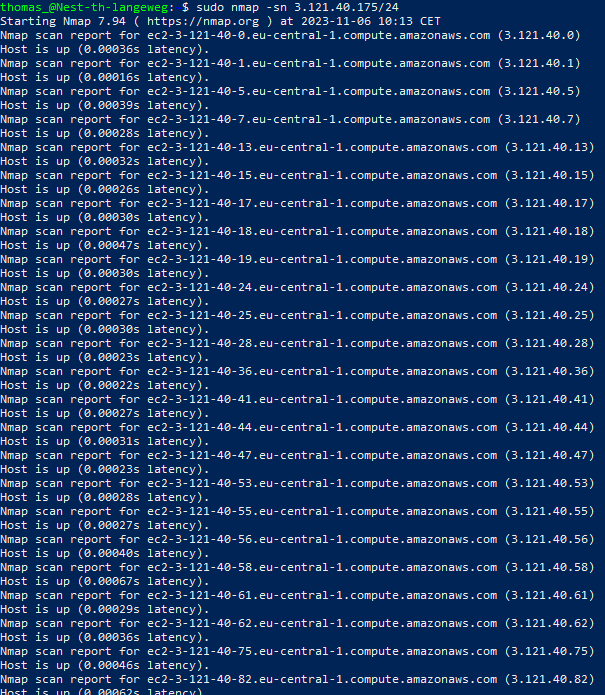 thomas_@Nest-th-langeweg:~$ sudo nmap -sn 3.121.40.175/24
Starting Nmap 7.94 ( https://nmap.org ) at 2023-11-06 10:13 CET
Nmap scan report for ec2-3-121-40-0.eu-central-1.compute.amazonaws.com (3.121.40.0)
Host is up (0.00036s latency).
Nmap scan report for ec2-3-121-40-1.eu-central-1.compute.amazonaws.com (3.121.40.1)
Host is up (0.00016s latency).
Nmap scan report for ec2-3-121-40-5.eu-central-1.compute.amazonaws.com (3.121.40.5)
Host is up (0.00039s latency).
Nmap scan report for ec2-3-121-40-7.eu-central-1.compute.amazonaws.com (3.121.40.7)
Host is up (0.00028s latency).
Nmap scan report for ec2-3-121-40-13.eu-central-1.compute.amazonaws.com (3.121.40.13)
Host is up (0.00032s latency).
Nmap scan report for ec2-3-121-40-15.eu-central-1.compute.amazonaws.com (3.121.40.15)
Host is up (0.00026s latency).
Nmap scan report for ec2-3-121-40-17.eu-central-1.compute.amazonaws.com (3.121.40.17)
Host is up (0.00030s latency).
Nmap scan report for ec2-3-121-40-18.eu-central-1.compute.amazonaws.com (3.121.40.18)
Host is up (0.00047s latency).
Nmap scan report for ec2-3-121-40-19.eu-central-1.compute.amazonaws.com (3.121.40.19)
Host is up (0.00030s latency).
Nmap scan report for ec2-3-121-40-24.eu-central-1.compute.amazonaws.com (3.121.40.24)
Host is up (0.00027s latency).
Nmap scan report for ec2-3-121-40-25.eu-central-1.compute.amazonaws.com (3.121.40.25)
Host is up (0.00030s latency).
Nmap scan report for ec2-3-121-40-28.eu-central-1.compute.amazonaws.com (3.121.40.28)
Host is up (0.00023s latency).
Nmap scan report for ec2-3-121-40-36.eu-central-1.compute.amazonaws.com (3.121.40.36)
Host is up (0.00022s latency).
Nmap scan report for ec2-3-121-40-41.eu-central-1.compute.amazonaws.com (3.121.40.41)
Host is up (0.00027s latency).
Nmap scan report for ec2-3-121-40-44.eu-central-1.compute.amazonaws.com (3.121.40.44)
Host is up (0.00031s latency).
Nmap scan report for ec2-3-121-40-47.eu-central-1.compute.amazonaws.com (3.121.40.47)
Host is up (0.00023s latency).
Nmap scan report for ec2-3-121-40-53.eu-central-1.compute.amazonaws.com (3.121.40.53)
Host is up (0.00028s latency).
Nmap scan report for ec2-3-121-40-55.eu-central-1.compute.amazonaws.com (3.121.40.55)
Host is up (0.00027s latency).
Nmap scan report for ec2-3-121-40-56.eu-central-1.compute.amazonaws.com (3.121.40.56)
Host is up (0.00040s latency).
Nmap scan report for ec2-3-121-40-58.eu-central-1.compute.amazonaws.com (3.121.40.58)
Host is up (0.00067s latency).
Nmap scan report for ec2-3-121-40-61.eu-central-1.compute.amazonaws.com (3.121.40.61)
Host is up (0.00029s latency).
Nmap scan report for ec2-3-121-40-62.eu-central-1.compute.amazonaws.com (3.121.40.62)
Host is up (0.00036s latency).
Nmap scan report for ec2-3-121-40-75.eu-central-1.compute.amazonaws.com (3.121.40.75)
Host is up (0.00046s latency).
Nmap scan report for ec2-3-121-40-82.eu-central-1.compute.amazonaws.com (3.121.40.82)
Host is up (0.00062s latency).